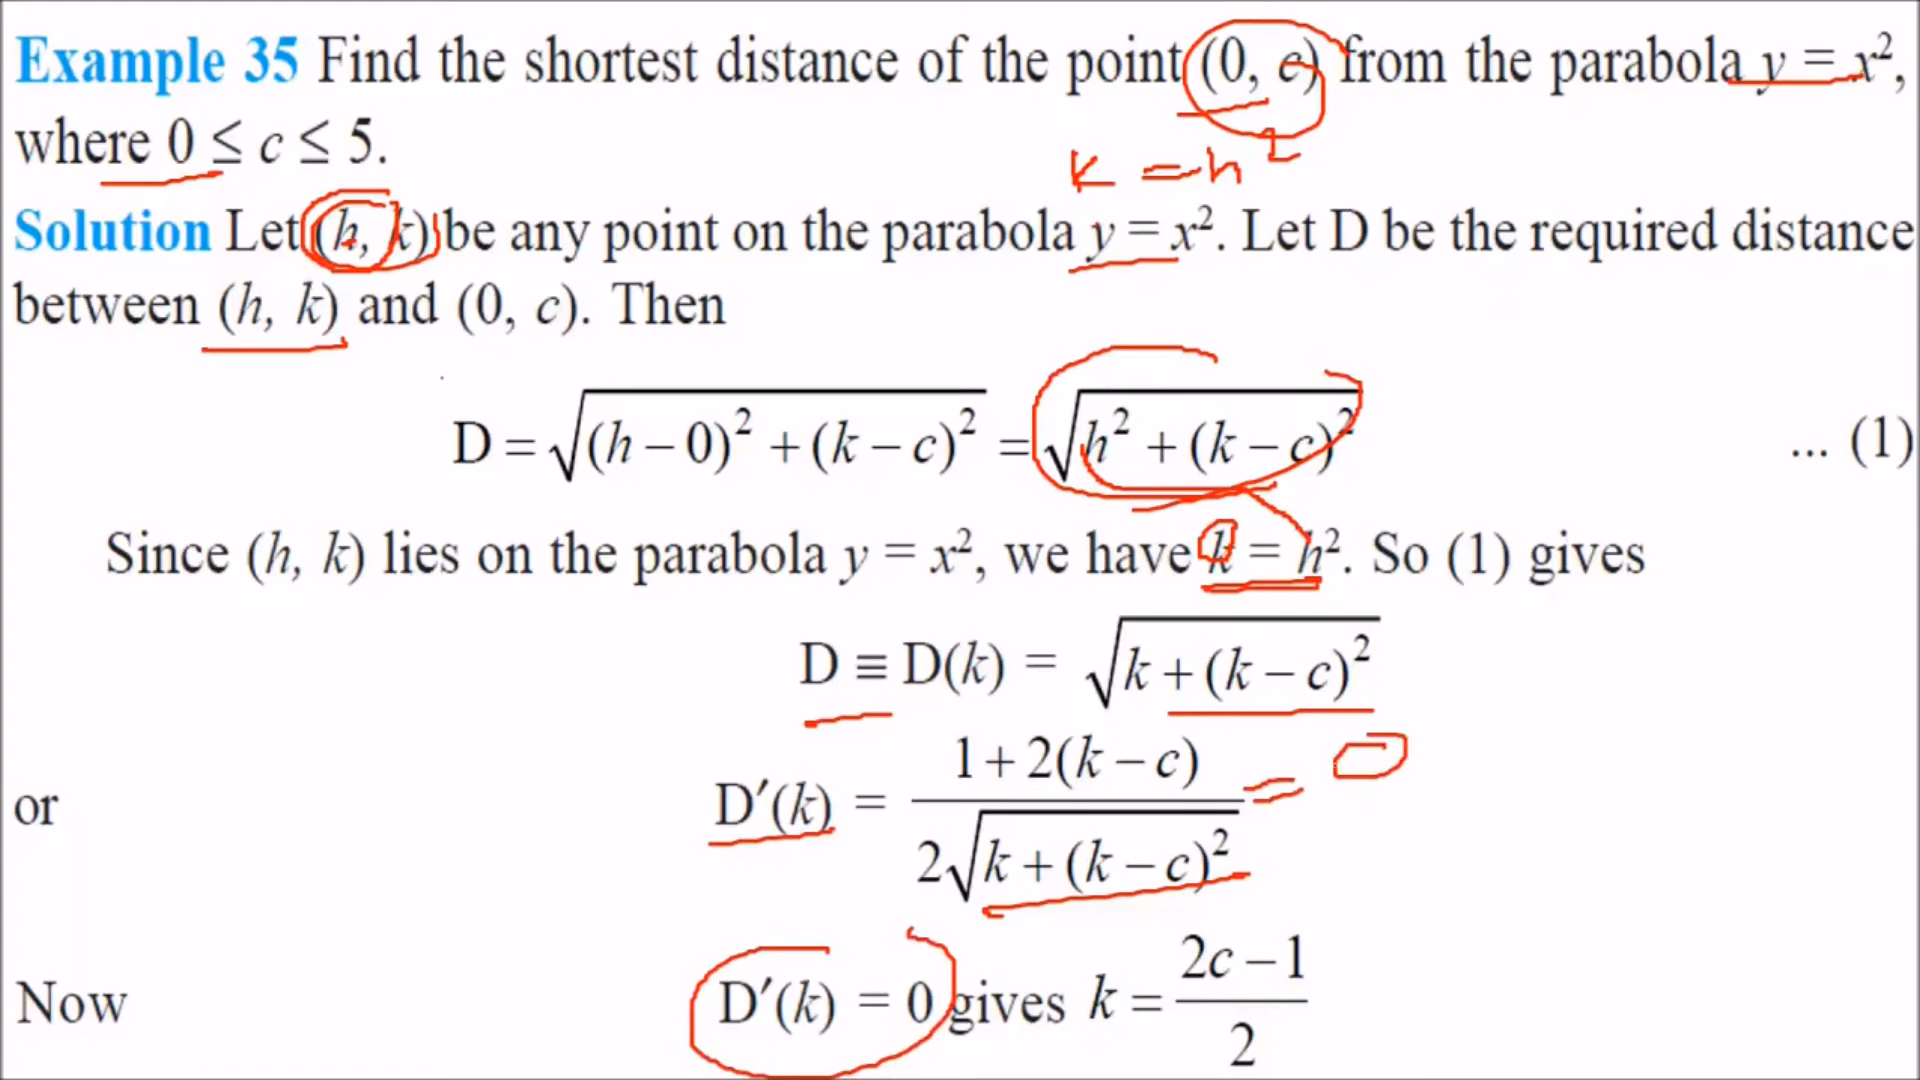 Example 35 Find the shortest distance of the point (0, c) from the parabola y = x²,
where 0 ≤ c ≤ 5.
k = h²
Solution Let (h, k) be any point on the parabola y = x². Let D be the required distance
between (h, k) and (0, c). Then
D = √((h − 0)² + (k − c)²) = √(h² + (k − c)²) ... (1)
Since (h, k) lies on the parabola y = x², we have k = h². So (1) gives
D ≡ D(k) = √(k + (k − c)²)
or D′(k) = (1 + 2(k − c)) / (2√(k + (k − c)²)) = 0
Now D′(k) = 0 gives k = (2c − 1) / 2